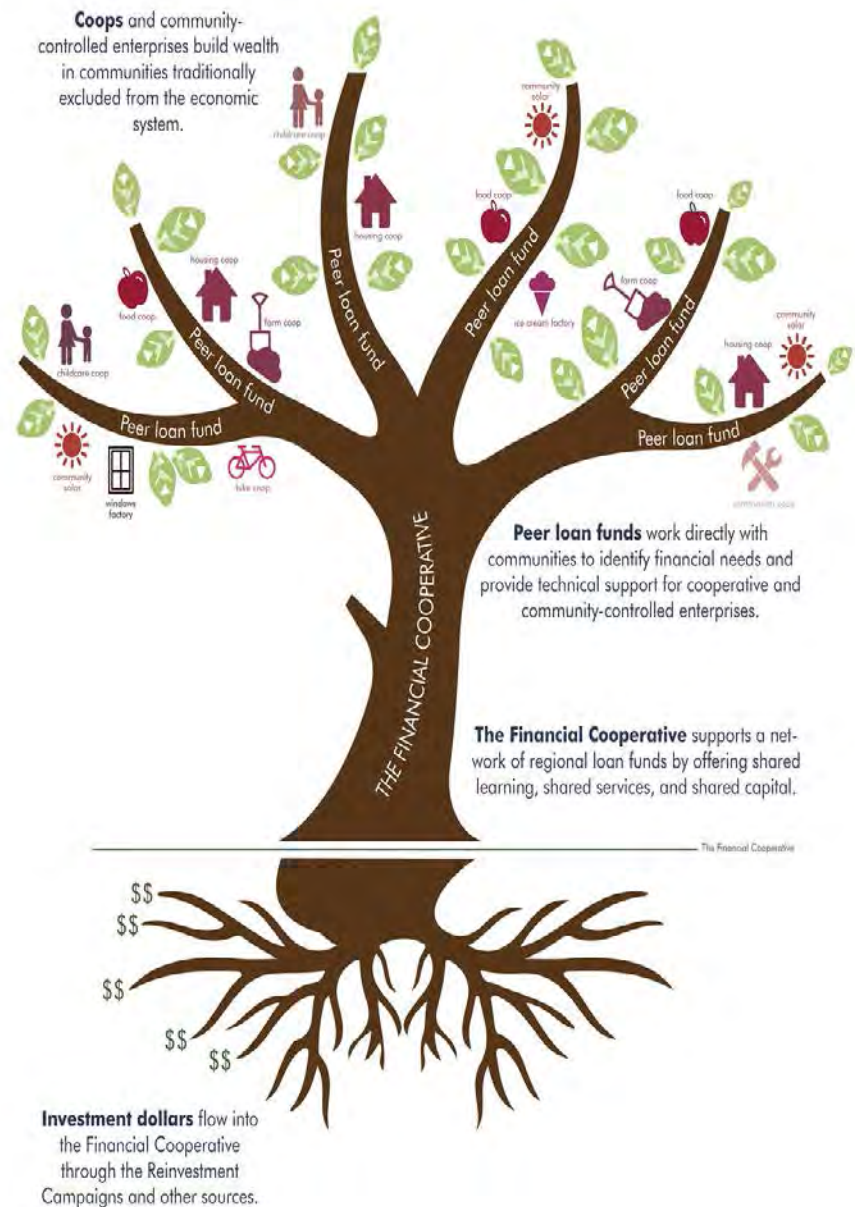 Coops and community-
controlled enterprises build wealth
in communities traditionally
excluded from the economic
system.
childcare coop
housing coop
Peer loan fund
community
solar
food coop
ice cream factory
Peer loan fund
housing coop
food coop
farm coop
Peer loan fund
food coop
farm coop
Peer loan fund
childcare coop
Peer loan fund
community
solar
windows
factory
bike coop
community
solar
housing coop
Peer loan fund
THE FINANCIAL COOPERATIVE
Peer loan funds work directly with
communities to identify financial needs and
provide technical support for cooperative and
community-controlled enterprises.
The Financial Cooperative supports a net-
work of regional loan funds by offering shared
learning, shared services, and shared capital.
The Financial Cooperative
$$
$$
$$
$$
$$
Investment dollars flow into
the Financial Cooperative
through the Reinvestment
Campaigns and other sources.